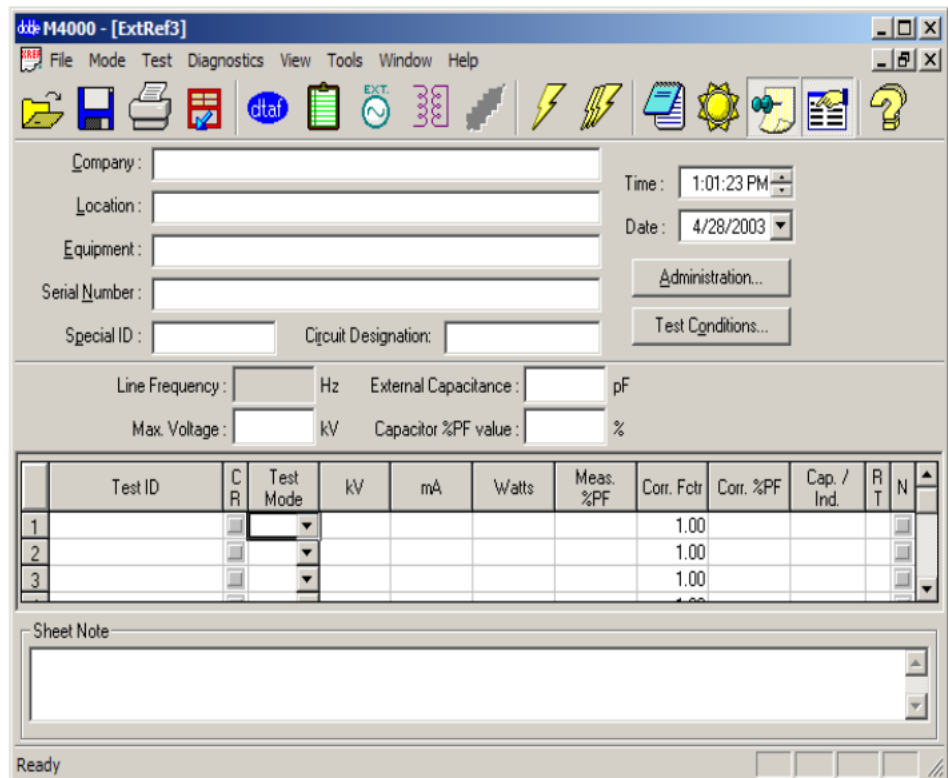 doble M4000 - [ExtRef3]
XREF File Mode Test Diagnostics View Tools Window Help
dtaf EXT.
Company :
Time : 1:01:23 PM
Location :
Date : 4/28/2003
Equipment :
Administration...
Serial Number :
Test Conditions...
Special ID : Circuit Designation:
Line Frequency : Hz External Capacitance : pF
Max. Voltage : kV Capacitor %PF value : %
Test ID C R Test Mode kV mA Watts Meas. %PF Corr. Fctr Corr. %PF Cap. / Ind. R T N
1 1.00
2 1.00
3 1.00
Sheet Note
Ready